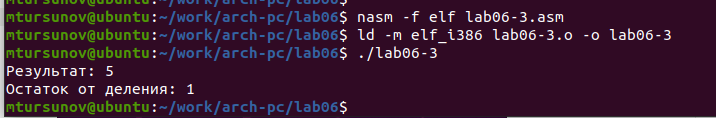 mtursunov@ubuntu:~/work/arch-pc/lab06$ nasm -f elf lab06-3.asm
mtursunov@ubuntu:~/work/arch-pc/lab06$ ld -m elf_i386 lab06-3.o -o lab06-3
mtursunov@ubuntu:~/work/arch-pc/lab06$ ./lab06-3
Результат: 5
Остаток от деления: 1
mtursunov@ubuntu:~/work/arch-pc/lab06$